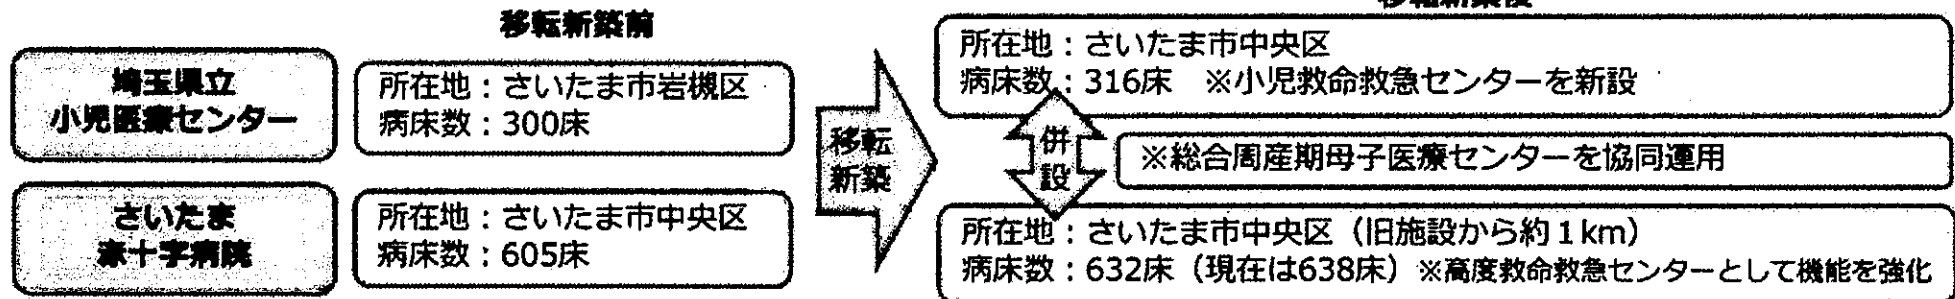 移転新築前
移転新築後
埼玉県立
小児医療センター
所在地：さいたま市岩槻区
病床数：300床
移転
新築
所在地：さいたま市中央区
病床数：316床　※小児救命救急センターを新設
併
設
※総合周産期母子医療センターを協同運用
さいたま
赤十字病院
所在地：さいたま市中央区
病床数：605床
所在地：さいたま市中央区（旧施設から約１km）
病床数：632床（現在は638床）※高度救命救急センターとして機能を強化